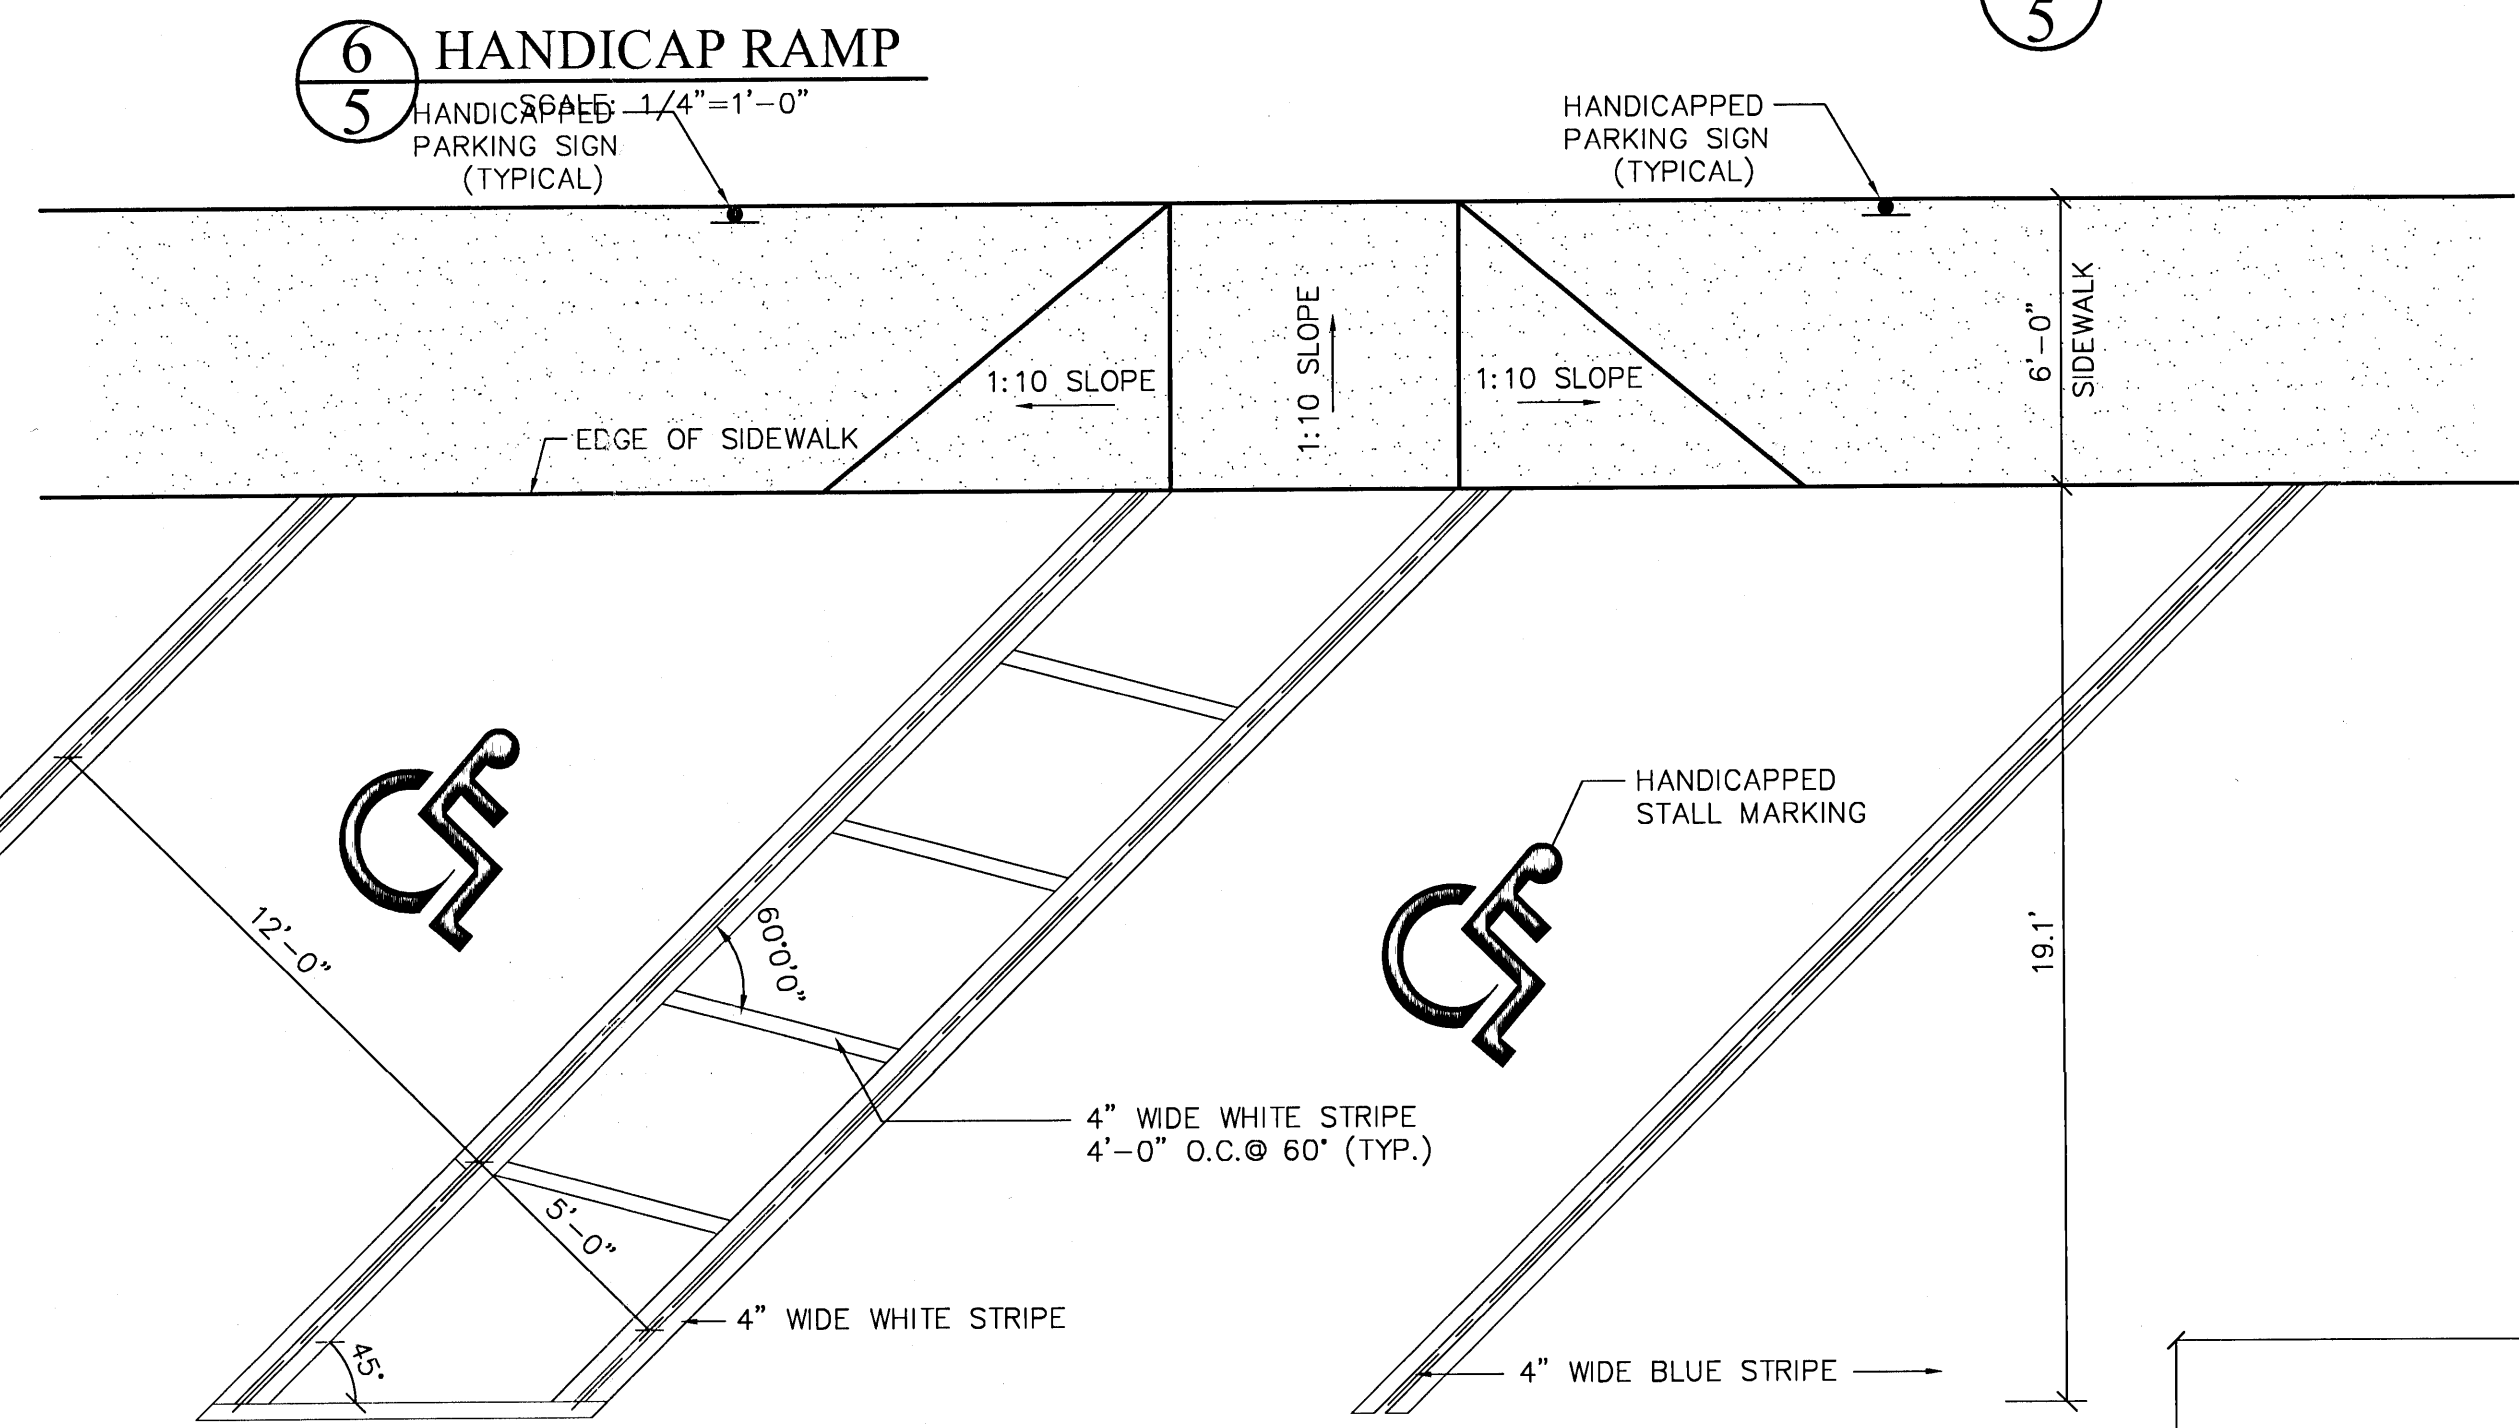 5
6
5
HANDICAP RAMP
SCALE: 1/4"=1'-0"
HANDICAPPED
PARKING SIGN
(TYPICAL)
HANDICAPPED
PARKING SIGN
(TYPICAL)
1:10 SLOPE
1:10 SLOPE
1:10 SLOPE
6'-0"
SIDEWALK
EDGE OF SIDEWALK
HANDICAPPED
STALL MARKING
12'-0"
60°0'0"
19.1'
4" WIDE WHITE STRIPE
4'-0" O.C.@ 60° (TYP.)
5'-0"
4" WIDE WHITE STRIPE
45°
4" WIDE BLUE STRIPE